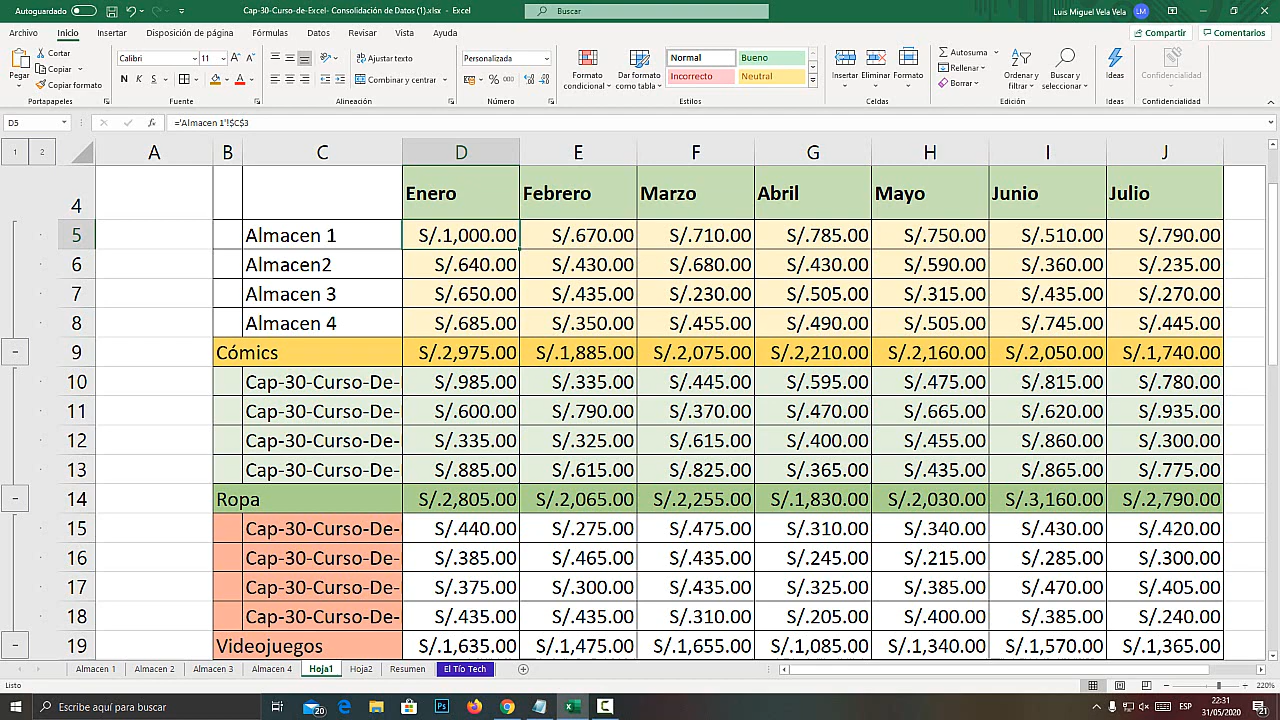 Autoguardado
Cap-30-Curso-de-Excel- Consolidación de Datos (1).xlsx - Excel
Buscar
Luis Miguel Vela Vela
LM
Archivo Inicio Insertar Disposición de página Fórmulas Datos Revisar Vista Ayuda
Compartir Comentarios
Pegar
Cortar
Copiar
Copiar formato
Portapapeles
Calibri 11
N K S
Fuente
Ajustar texto
Combinar y centrar
Alineación
Personalizada
% 000
Número
Formato condicional
Dar formato como tabla
Normal Bueno
Incorrecto Neutral
Estilos
Insertar Eliminar Formato
Celdas
Autosuma
Rellenar
Borrar
Ordenar y filtrar
Buscar y seleccionar
Edición
Ideas
Ideas
Confidencialidad
Confidencialidad
D5 fx ='Almacen 1'!$C$3
1 2 A B C D E F G H I J
4 Enero Febrero Marzo Abril Mayo Junio Julio
5 Almacen 1 S/.1,000.00 S/.670.00 S/.710.00 S/.785.00 S/.750.00 S/.510.00 S/.790.00
6 Almacen2 S/.640.00 S/.430.00 S/.680.00 S/.430.00 S/.590.00 S/.360.00 S/.235.00
7 Almacen 3 S/.650.00 S/.435.00 S/.230.00 S/.505.00 S/.315.00 S/.435.00 S/.270.00
8 Almacen 4 S/.685.00 S/.350.00 S/.455.00 S/.490.00 S/.505.00 S/.745.00 S/.445.00
9 Cómics S/.2,975.00 S/.1,885.00 S/.2,075.00 S/.2,210.00 S/.2,160.00 S/.2,050.00 S/.1,740.00
10 Cap-30-Curso-De- S/.985.00 S/.335.00 S/.445.00 S/.595.00 S/.475.00 S/.815.00 S/.780.00
11 Cap-30-Curso-De- S/.600.00 S/.790.00 S/.370.00 S/.470.00 S/.665.00 S/.620.00 S/.935.00
12 Cap-30-Curso-De- S/.335.00 S/.325.00 S/.615.00 S/.400.00 S/.455.00 S/.860.00 S/.300.00
13 Cap-30-Curso-De- S/.885.00 S/.615.00 S/.825.00 S/.365.00 S/.435.00 S/.865.00 S/.775.00
14 Ropa S/.2,805.00 S/.2,065.00 S/.2,255.00 S/.1,830.00 S/.2,030.00 S/.3,160.00 S/.2,790.00
15 Cap-30-Curso-De- S/.440.00 S/.275.00 S/.475.00 S/.310.00 S/.340.00 S/.430.00 S/.420.00
16 Cap-30-Curso-De- S/.385.00 S/.465.00 S/.435.00 S/.245.00 S/.215.00 S/.285.00 S/.300.00
17 Cap-30-Curso-De- S/.375.00 S/.300.00 S/.435.00 S/.325.00 S/.385.00 S/.470.00 S/.405.00
18 Cap-30-Curso-De- S/.435.00 S/.435.00 S/.310.00 S/.205.00 S/.400.00 S/.385.00 S/.240.00
19 Videojuegos S/.1,635.00 S/.1,475.00 S/.1,655.00 S/.1,085.00 S/.1,340.00 S/.1,570.00 S/.1,365.00
Almacen 1 Almacen 2 Almacen 3 Almacen 4 Hoja1 Hoja2 Resumen El Tío Tech
Listo 220%
Escribe aquí para buscar
20
Ps
ESP
22:31
31/05/2020